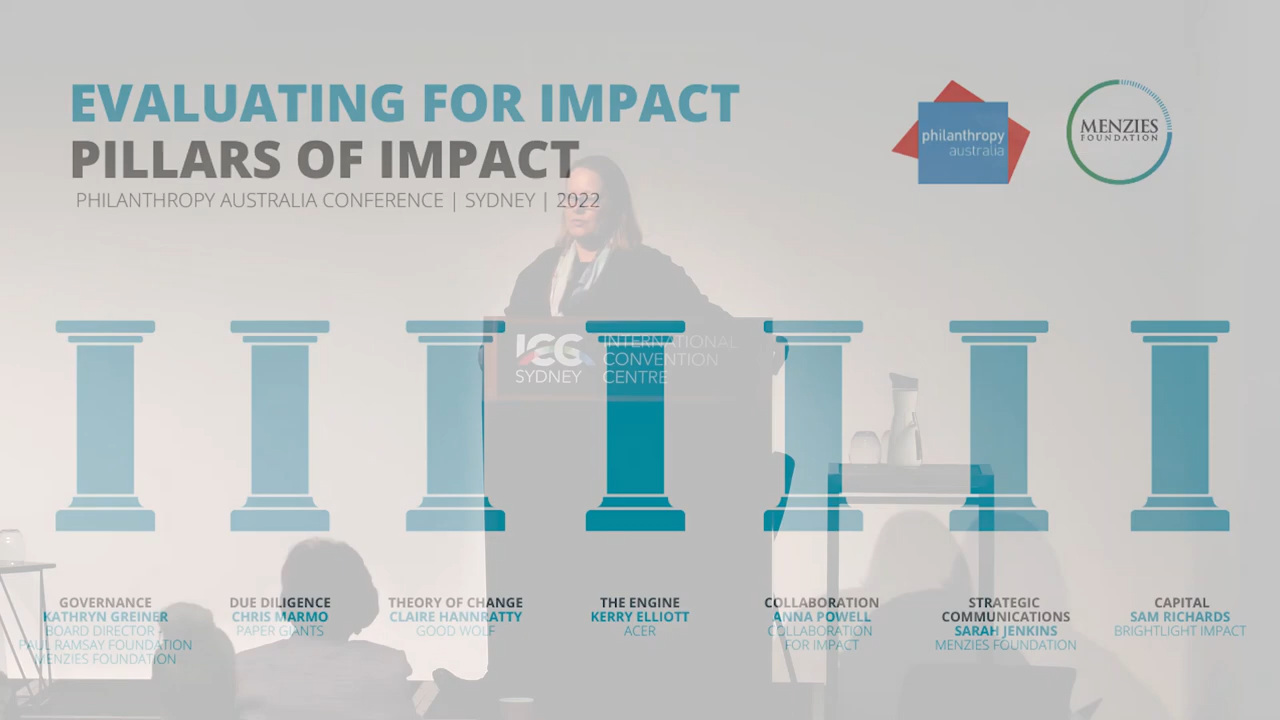 EVALUATING FOR IMPACT
PILLARS OF IMPACT
PHILANTHROPY AUSTRALIA CONFERENCE | SYDNEY | 2022
philanthropy
australia
MENZIES
FOUNDATION
ICC
SYDNEY
INTERNATIONAL
CONVENTION
CENTRE
GOVERNANCE
KATHRYN GREINER
BOARD DIRECTOR
PAUL RAMSAY FOUNDATION
MENZIES FOUNDATION
DUE DILIGENCE
CHRIS MARMO
PAPER GIANTS
THEORY OF CHANGE
CLAIRE HANNRATTY
GOOD WOLF
THE ENGINE
KERRY ELLIOTT
ACER
COLLABORATION
ANNA POWELL
COLLABORATION
FOR IMPACT
STRATEGIC
COMMUNICATIONS
SARAH JENKINS
MENZIES FOUNDATION
CAPITAL
SAM RICHARDS
BRIGHTLIGHT IMPACT